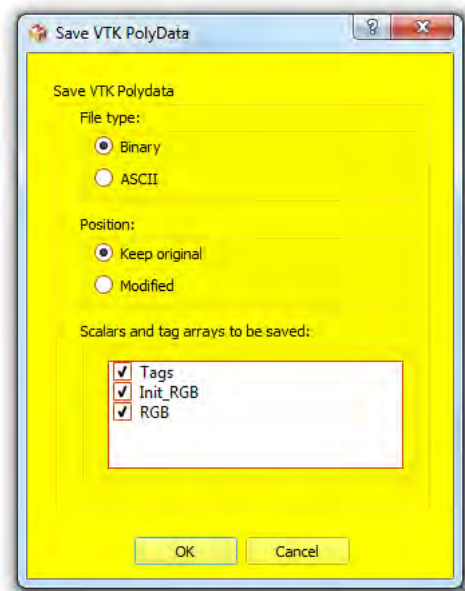 Save VTK PolyData
Save VTK Polydata
File type:
Binary
ASCII
Position:
Keep original
Modified
Scalars and tag arrays to be saved:
Tags
Init_RGB
RGB
OK Cancel